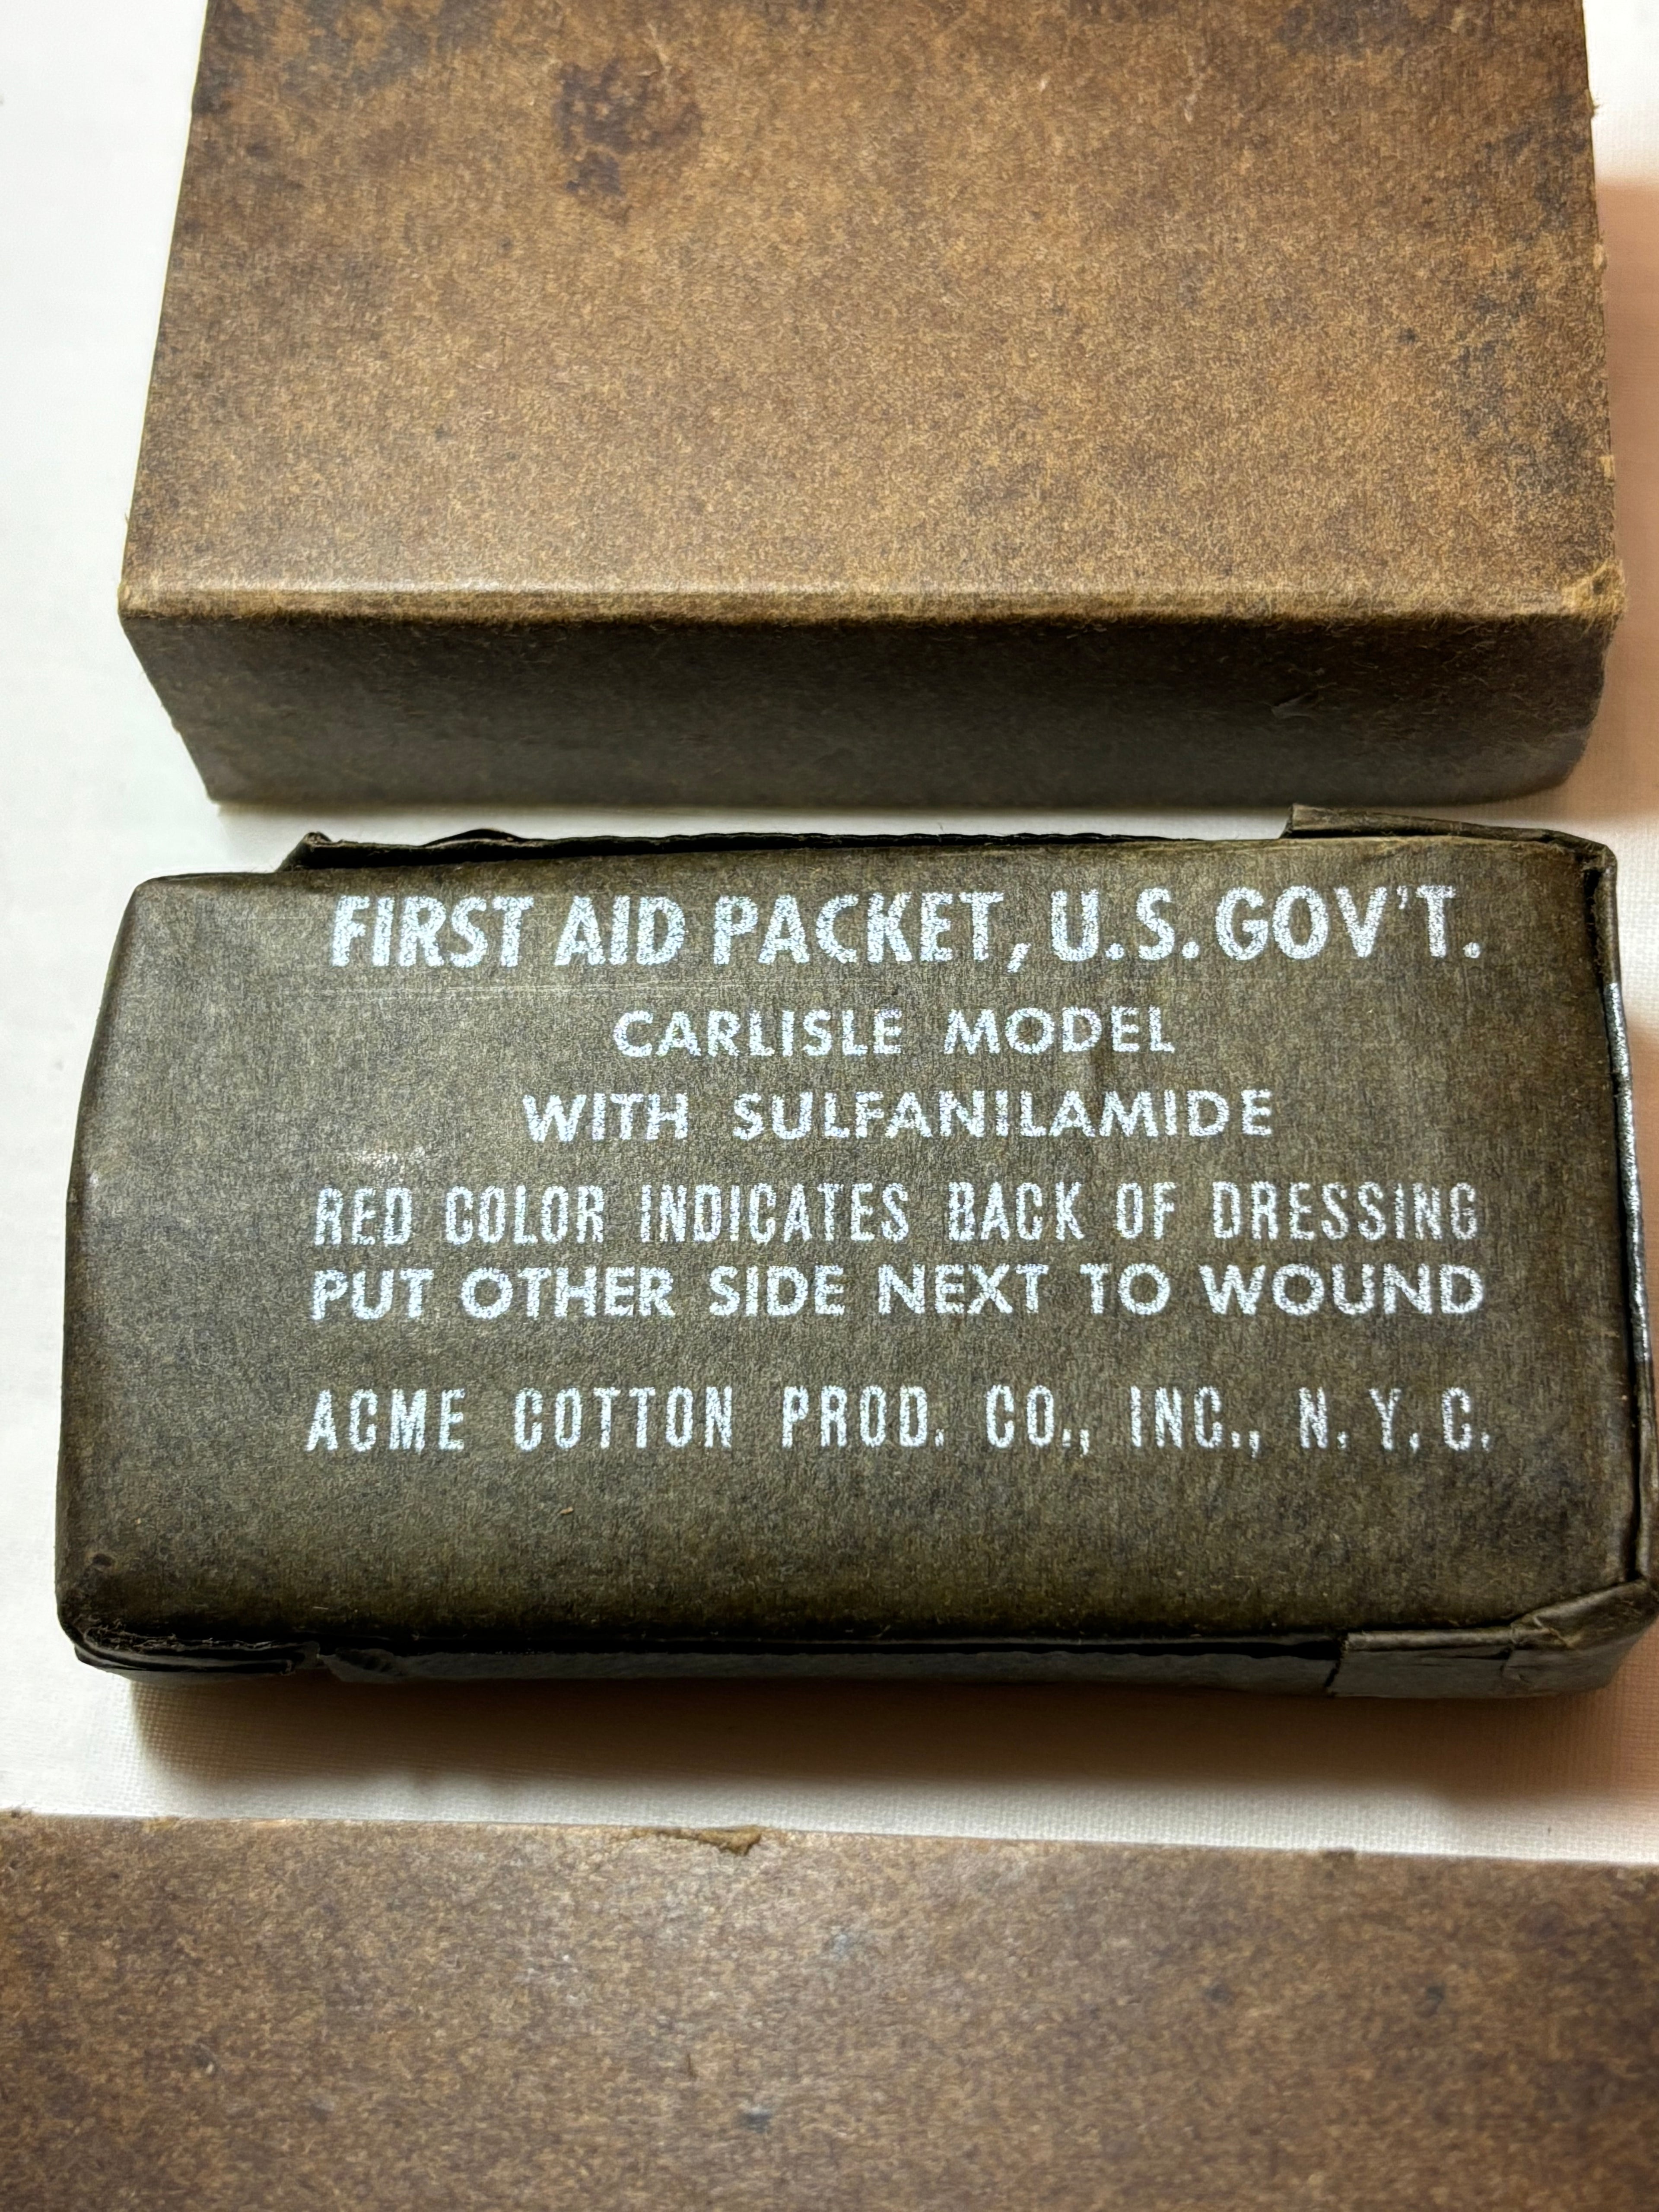 FIRST AID PACKET, U.S. GOV'T.
CARLISLE MODEL
WITH SULFANILAMIDE
RED COLOR INDICATES BACK OF DRESSING
PUT OTHER SIDE NEXT TO WOUND
ACME COTTON PROD. CO., INC., N.Y.C.